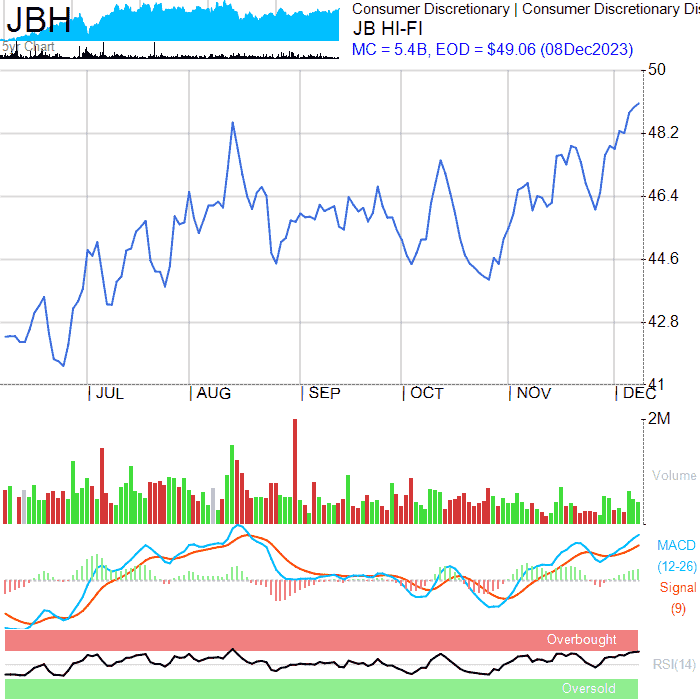 JBH
5yr Chart
Consumer Discretionary | Consumer Discretionary Dis
JB HI-FI
MC = 5.4B, EOD = $49.06 (08Dec2023)
50
48.2
46.4
44.6
42.8
41
JUL AUG SEP OCT NOV DEC
2M
Volume
MACD
(12-26)
Signal
(9)
Overbought
RSI(14)
Oversold